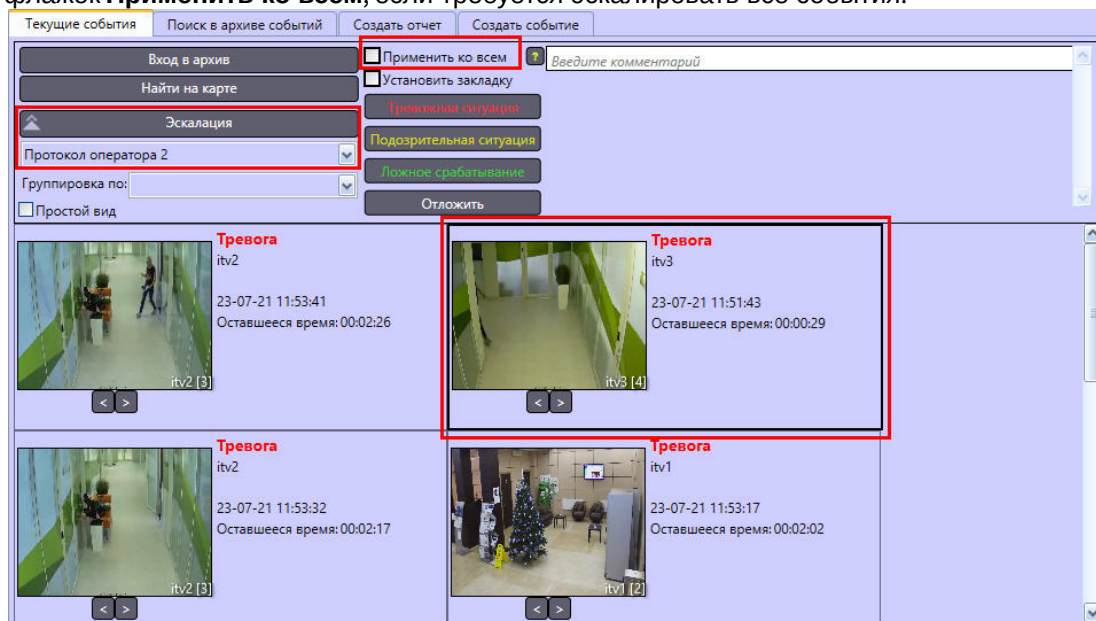 флажок Применить ко всем, если требуется эскалировать все события.
Текущие события Поиск в архиве событий Создать отчет Создать событие
Вход в архив Применить ко всем ? Введите комментарий
Найти на карте Установить закладку
Эскалация Тревожная ситуация
Протокол оператора 2 Подозрительная ситуация
Группировка по: Ложное срабатывание
Простой вид Отложить
Тревога Тревога
itv2 itv3
23-07-21 11:53:41 23-07-21 11:51:43
Оставшееся время: 00:02:26 Оставшееся время: 00:00:29
itv2 [3] itv3 [4]
< > < >
Тревога Тревога
itv2 itv1
23-07-21 11:53:32 23-07-21 11:53:17
Оставшееся время: 00:02:17 Оставшееся время: 00:02:02
itv2 [3] itv1 [2]
< > < >